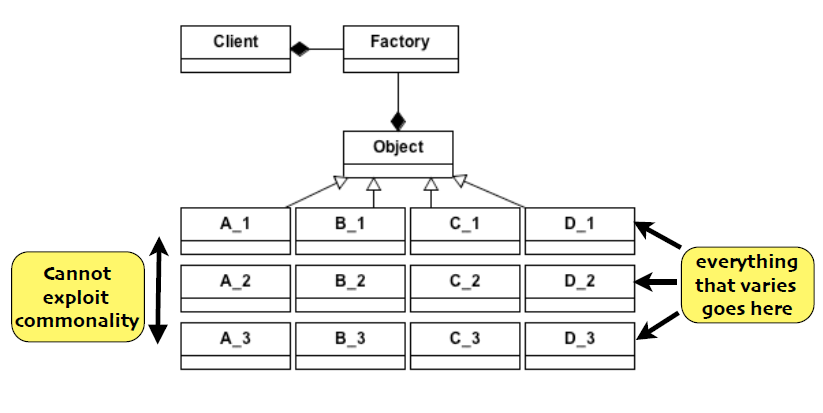 Client
Factory
Object
A_1
B_1
C_1
D_1
A_2
B_2
C_2
D_2
A_3
B_3
C_3
D_3
Cannot
exploit
commonality
everything
that varies
goes here